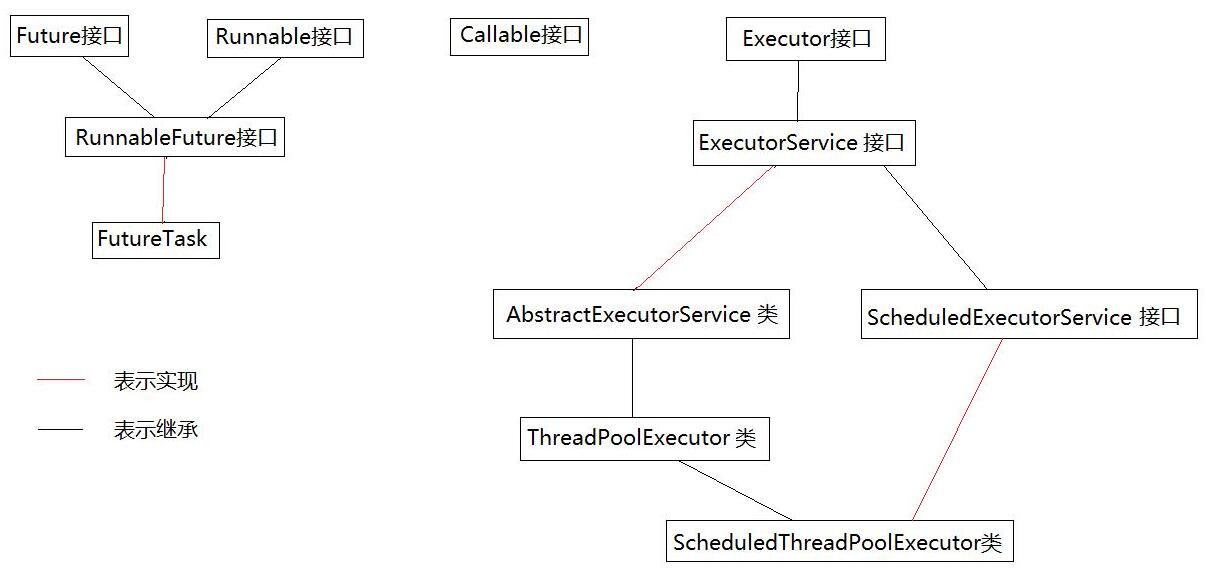 Future接口
Runnable接口
Callable接口
Executor接口
RunnableFuture接口
ExecutorService 接口
FutureTask
AbstractExecutorService 类
ScheduledExecutorService 接口
表示实现
表示继承
ThreadPoolExecutor 类
ScheduledThreadPoolExecutor类